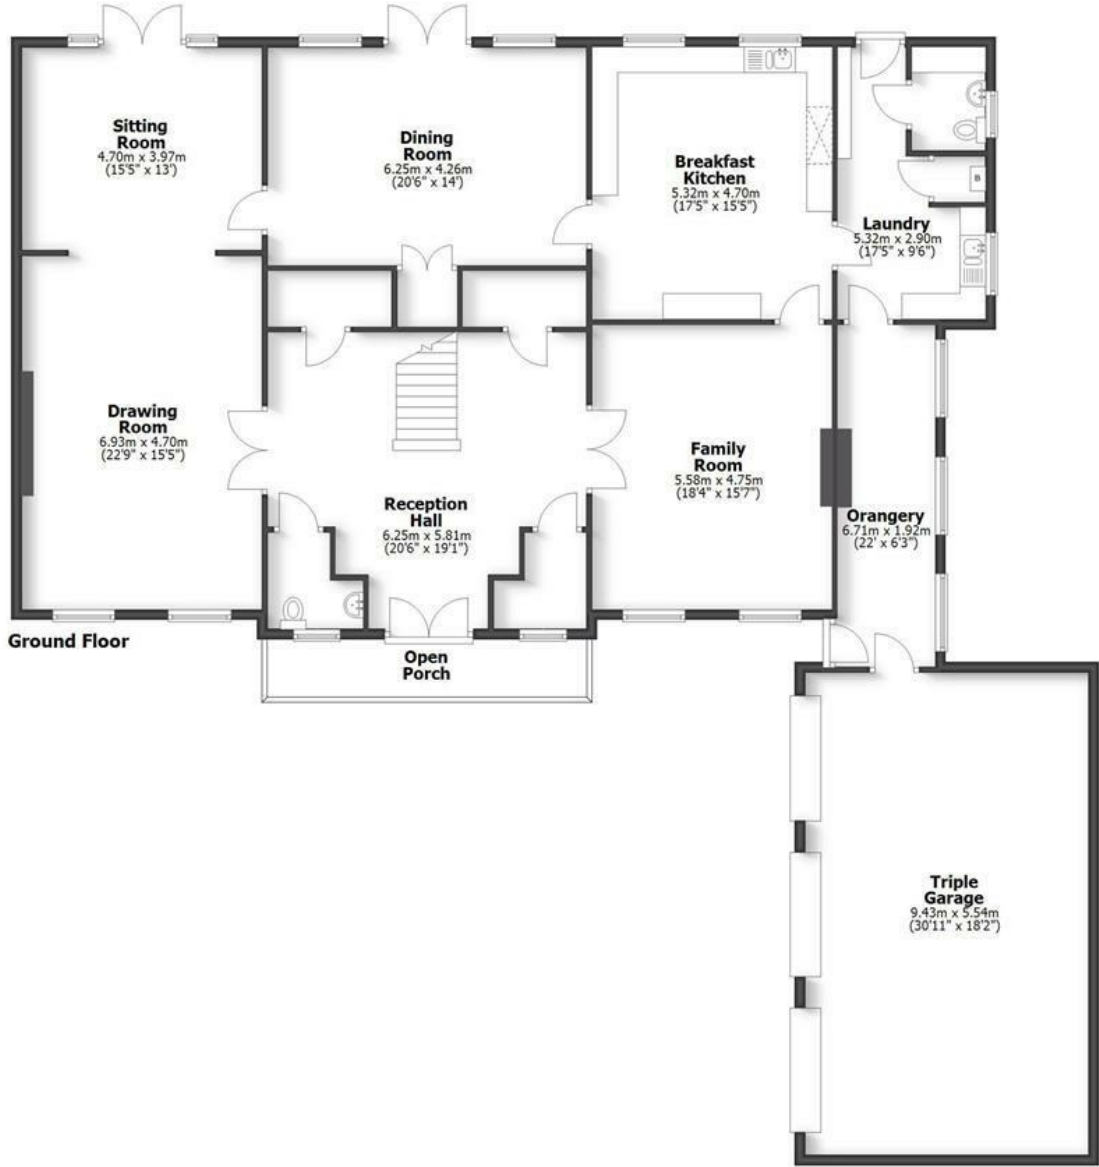 Sitting
Room
4.70m x 3.97m
(15'5" x 13')
Dining
Room
6.25m x 4.26m
(20'6" x 14')
Breakfast
Kitchen
5.32m x 4.70m
(17'5" x 15'5")
B
Laundry
5.32m x 2.90m
(17'5" x 9'6")
Drawing
Room
6.93m x 4.70m
(22'9" x 15'5")
Reception
Hall
6.25m x 5.81m
(20'6" x 19'1")
Family
Room
5.58m x 4.75m
(18'4" x 15'7")
Orangery
6.71m x 1.92m
(22' x 6'3")
Ground Floor
Open
Porch
Triple
Garage
9.43m x 5.54m
(30'11" x 18'2")